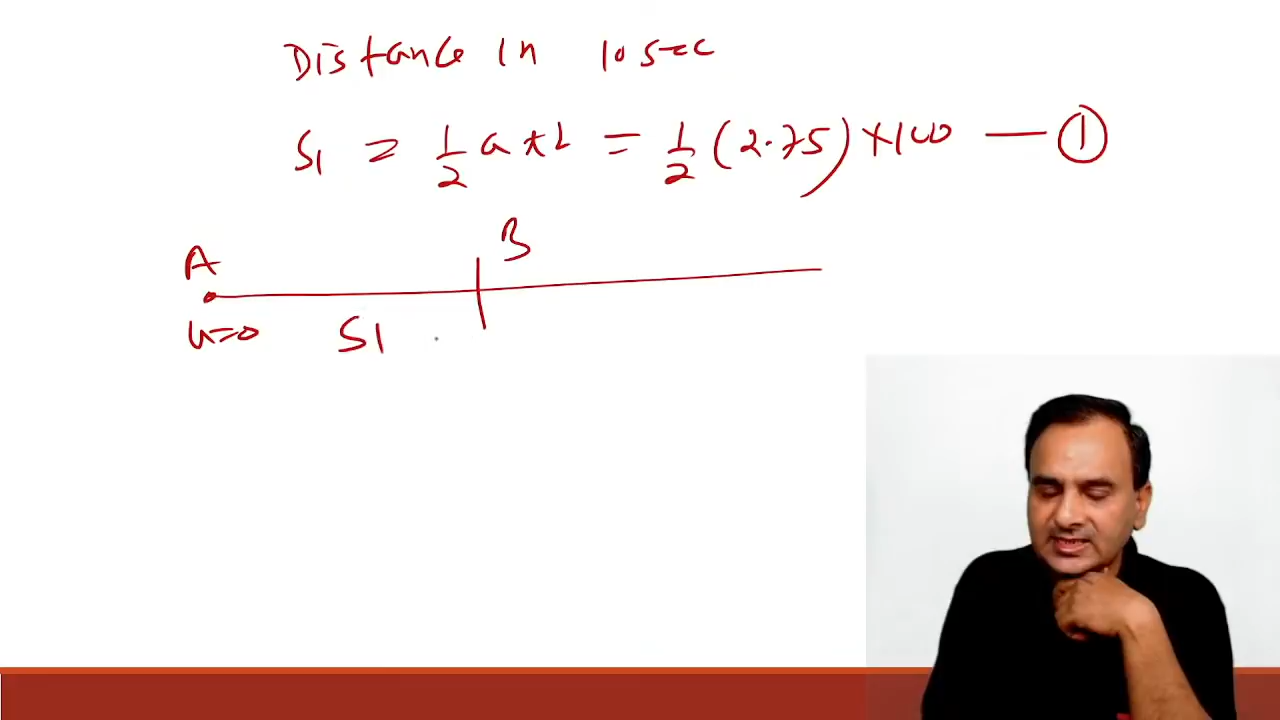 Distance in 10 sec
S1 = 1/2 a t2 = 1/2 (2.75) × 100 — ①
A B
u=0 S1